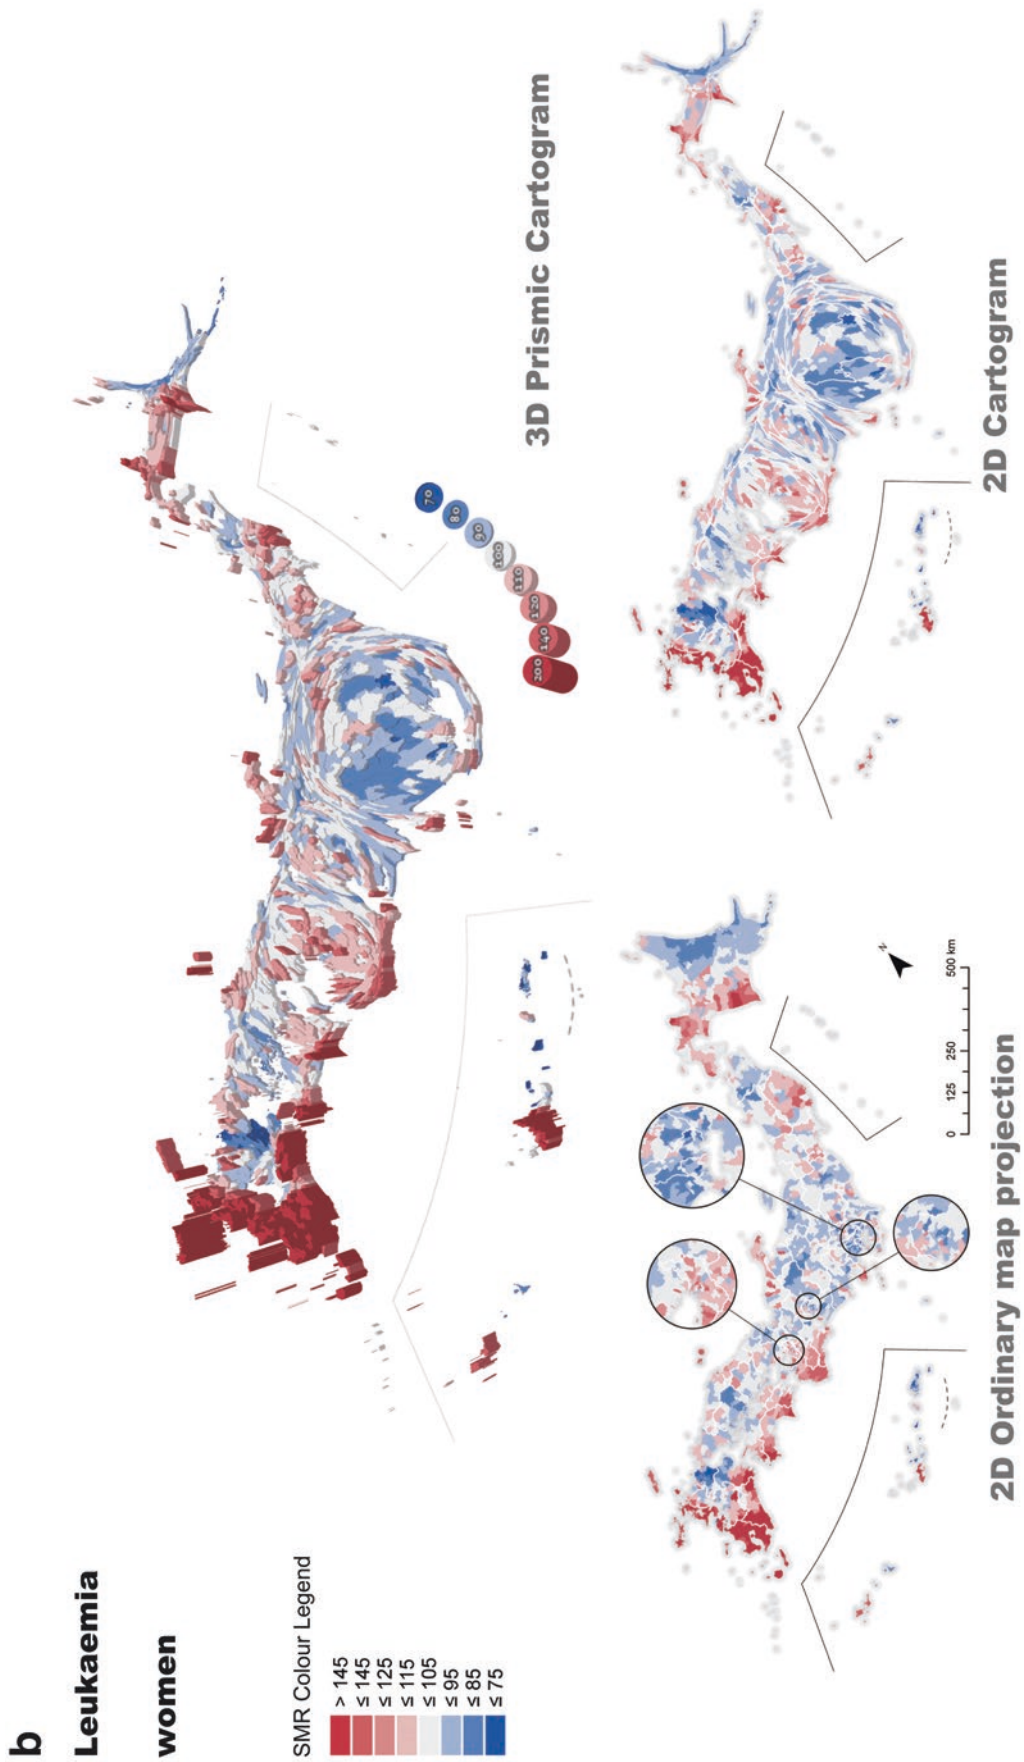 b
Leukaemia
women
SMR Colour Legend
> 145
≤ 145
≤ 125
≤ 115
≤ 105
≤ 95
≤ 85
≤ 75
3D Prismic Cartogram
200
140
120
110
100
90
80
70
2D Ordinary map projection
0 125 250 500 km
N
2D Cartogram